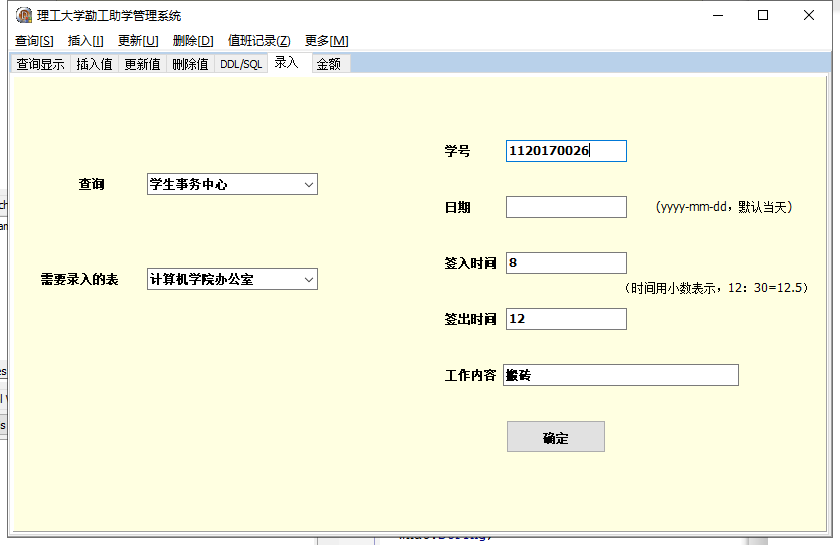 理工大学勤工助学管理系统
查询[S] 插入[I] 更新[U] 删除[D] 值班记录(Z) 更多[M]
查询显示 插入值 更新值 删除值 DDL/SQL 录入 金额
学号 1120170026
查询 学生事务中心
日期 (yyyy-mm-dd，默认当天)
签入时间 8
需要录入的表 计算机学院办公室
(时间用小数表示，12：30=12.5)
签出时间 12
工作内容 搬砖
确定